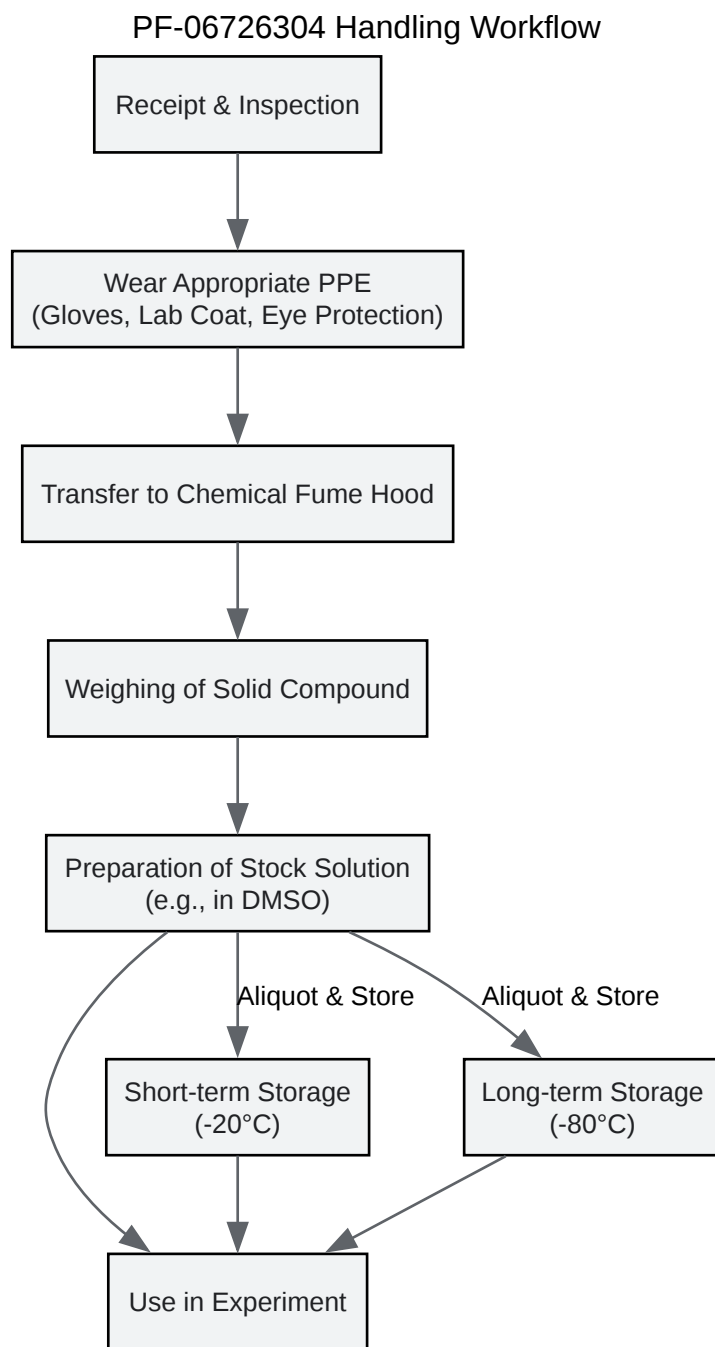 PF-06726304 Handling Workflow
Receipt & Inspection
Wear Appropriate PPE
(Gloves, Lab Coat, Eye Protection)
Transfer to Chemical Fume Hood
Weighing of Solid Compound
Preparation of Stock Solution
(e.g., in DMSO)
Aliquot & Store
Aliquot & Store
Short-term Storage
(-20°C)
Long-term Storage
(-80°C)
Use in Experiment